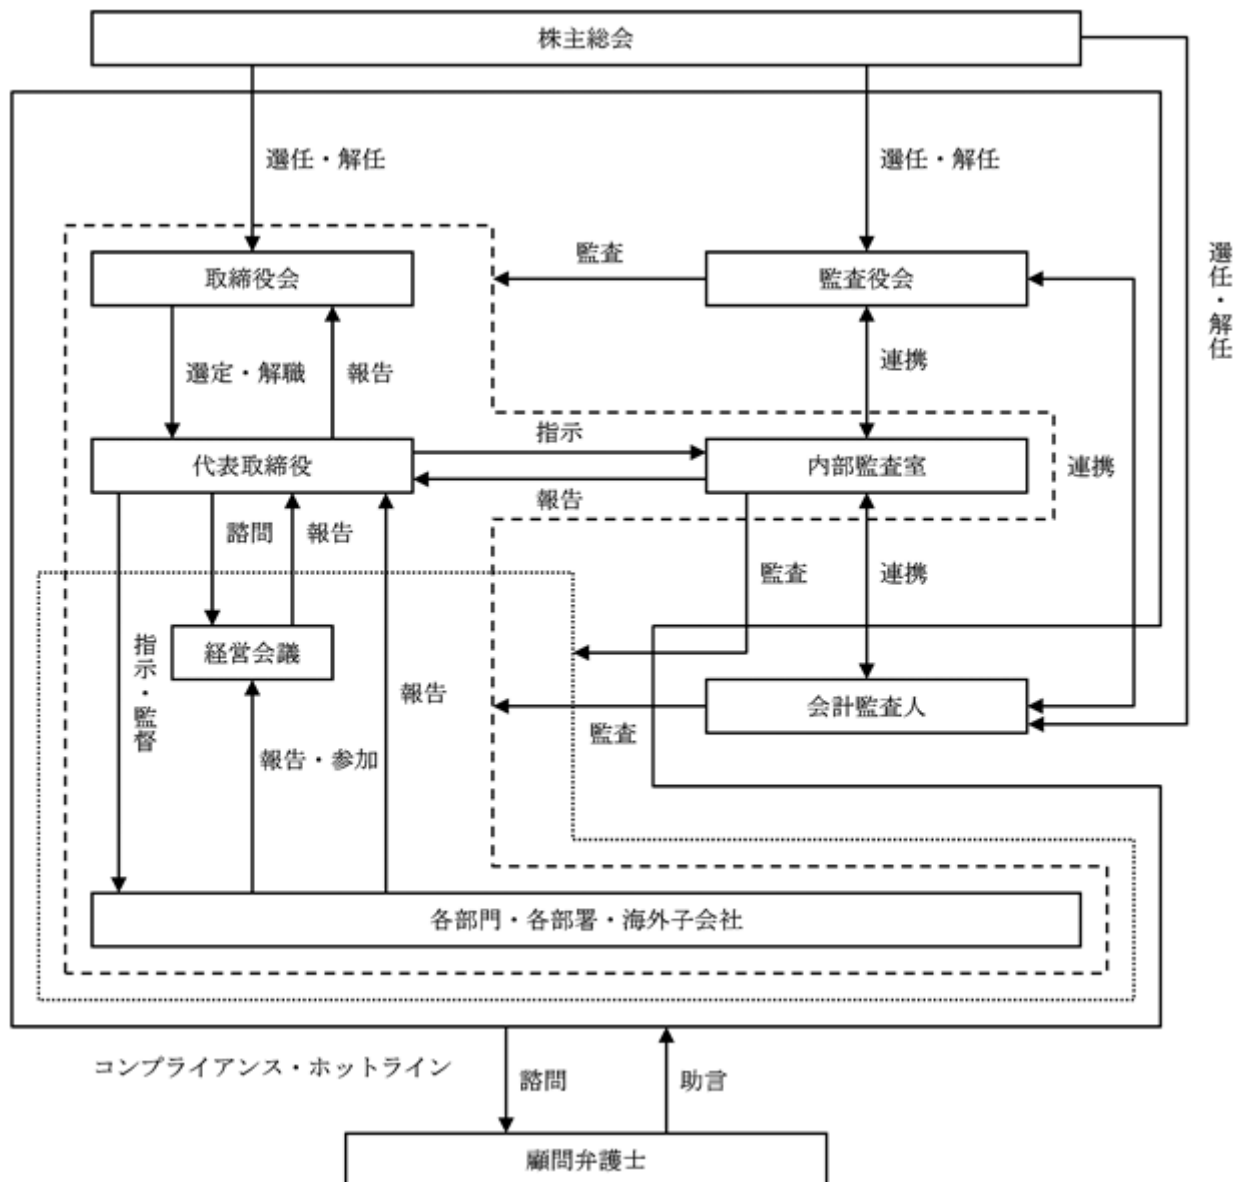 株主総会
選任・解任
選任・解任
選任・解任
取締役会
監査
監査役会
選定・解職
報告
連携
代表取締役
指示
報告
内部監査室
連携
諮問
報告
監査
連携
経営会議
指示・監督
報告
会計監査人
監査
報告・参加
各部門・各部署・海外子会社
コンプライアンス・ホットライン
諮問
助言
顧問弁護士